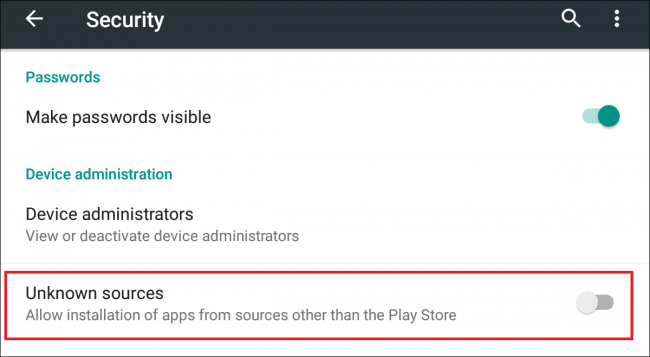 Security
Passwords
Make passwords visible
Device administration
Device administrators
View or deactivate device administrators
Unknown sources
Allow installation of apps from sources other than the Play Store